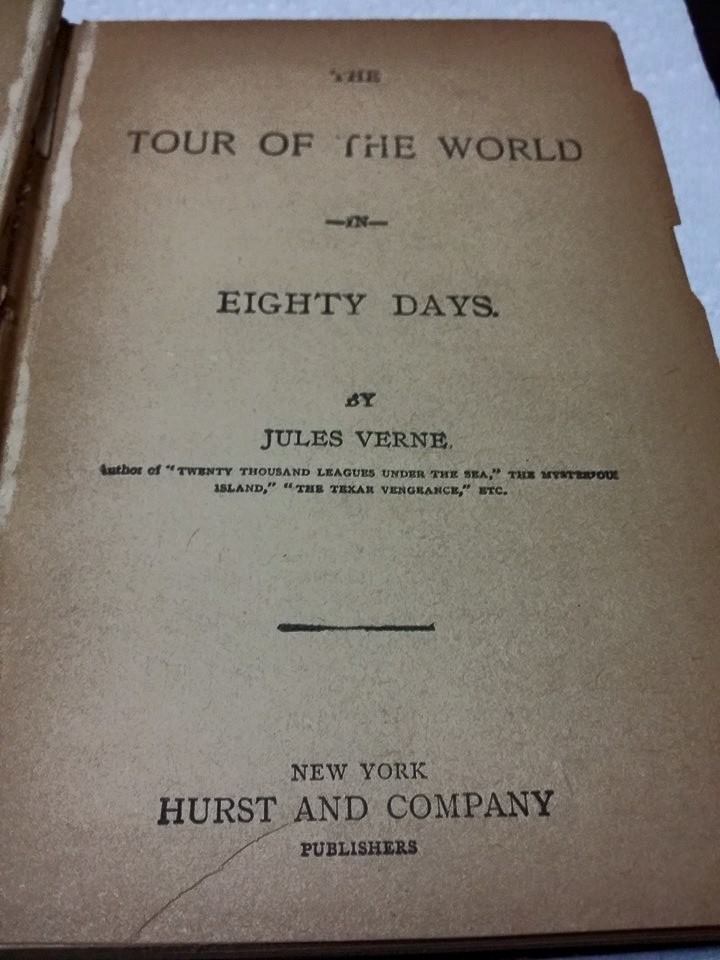 THE
TOUR OF THE WORLD
—IN—
EIGHTY DAYS.
BY
JULES VERNE,
Author of "TWENTY THOUSAND LEAGUES UNDER THE SEA," THE MYSTERIOUS
ISLAND," "THE TEXAR VENGEANCE," ETC.
NEW YORK
HURST AND COMPANY
PUBLISHERS